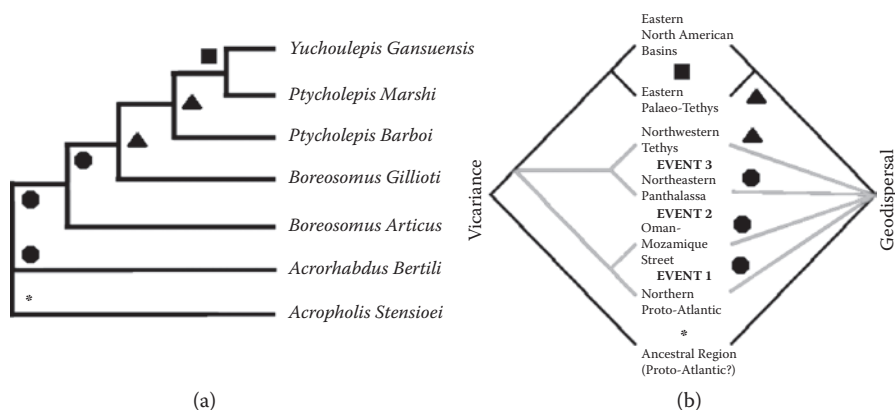 Yuchoulepis Gansuensis
Ptycholepis Marshi
Ptycholepis Barboi
Boreosomus Gillioti
Boreosomus Articus
Acrorhabdus Bertili
*
Acropholis Stensioei
(a)
Vicariance
Eastern
North American
Basins
Eastern
Palaeo-Tethys
Northwestern
Tethys
EVENT 3
Northeastern
Panthalassa
EVENT 2
Oman-
Mozamique
Street
EVENT 1
Northern
Proto-Atlantic
*
Ancestral Region
(Proto-Atlantic?)
Geodispersal
(b)